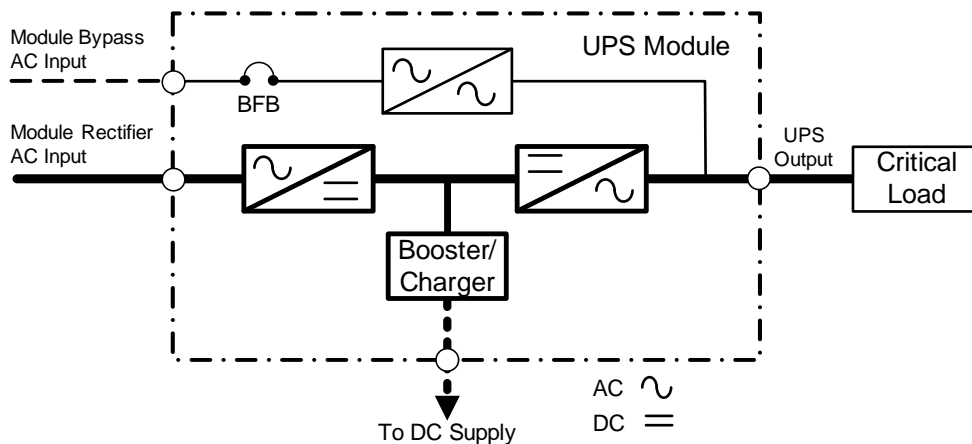 Module Bypass
AC Input
UPS Module
BFB
Module Rectifier
AC Input
UPS
Output
Critical
Load
Booster/
Charger
AC
DC
To DC Supply